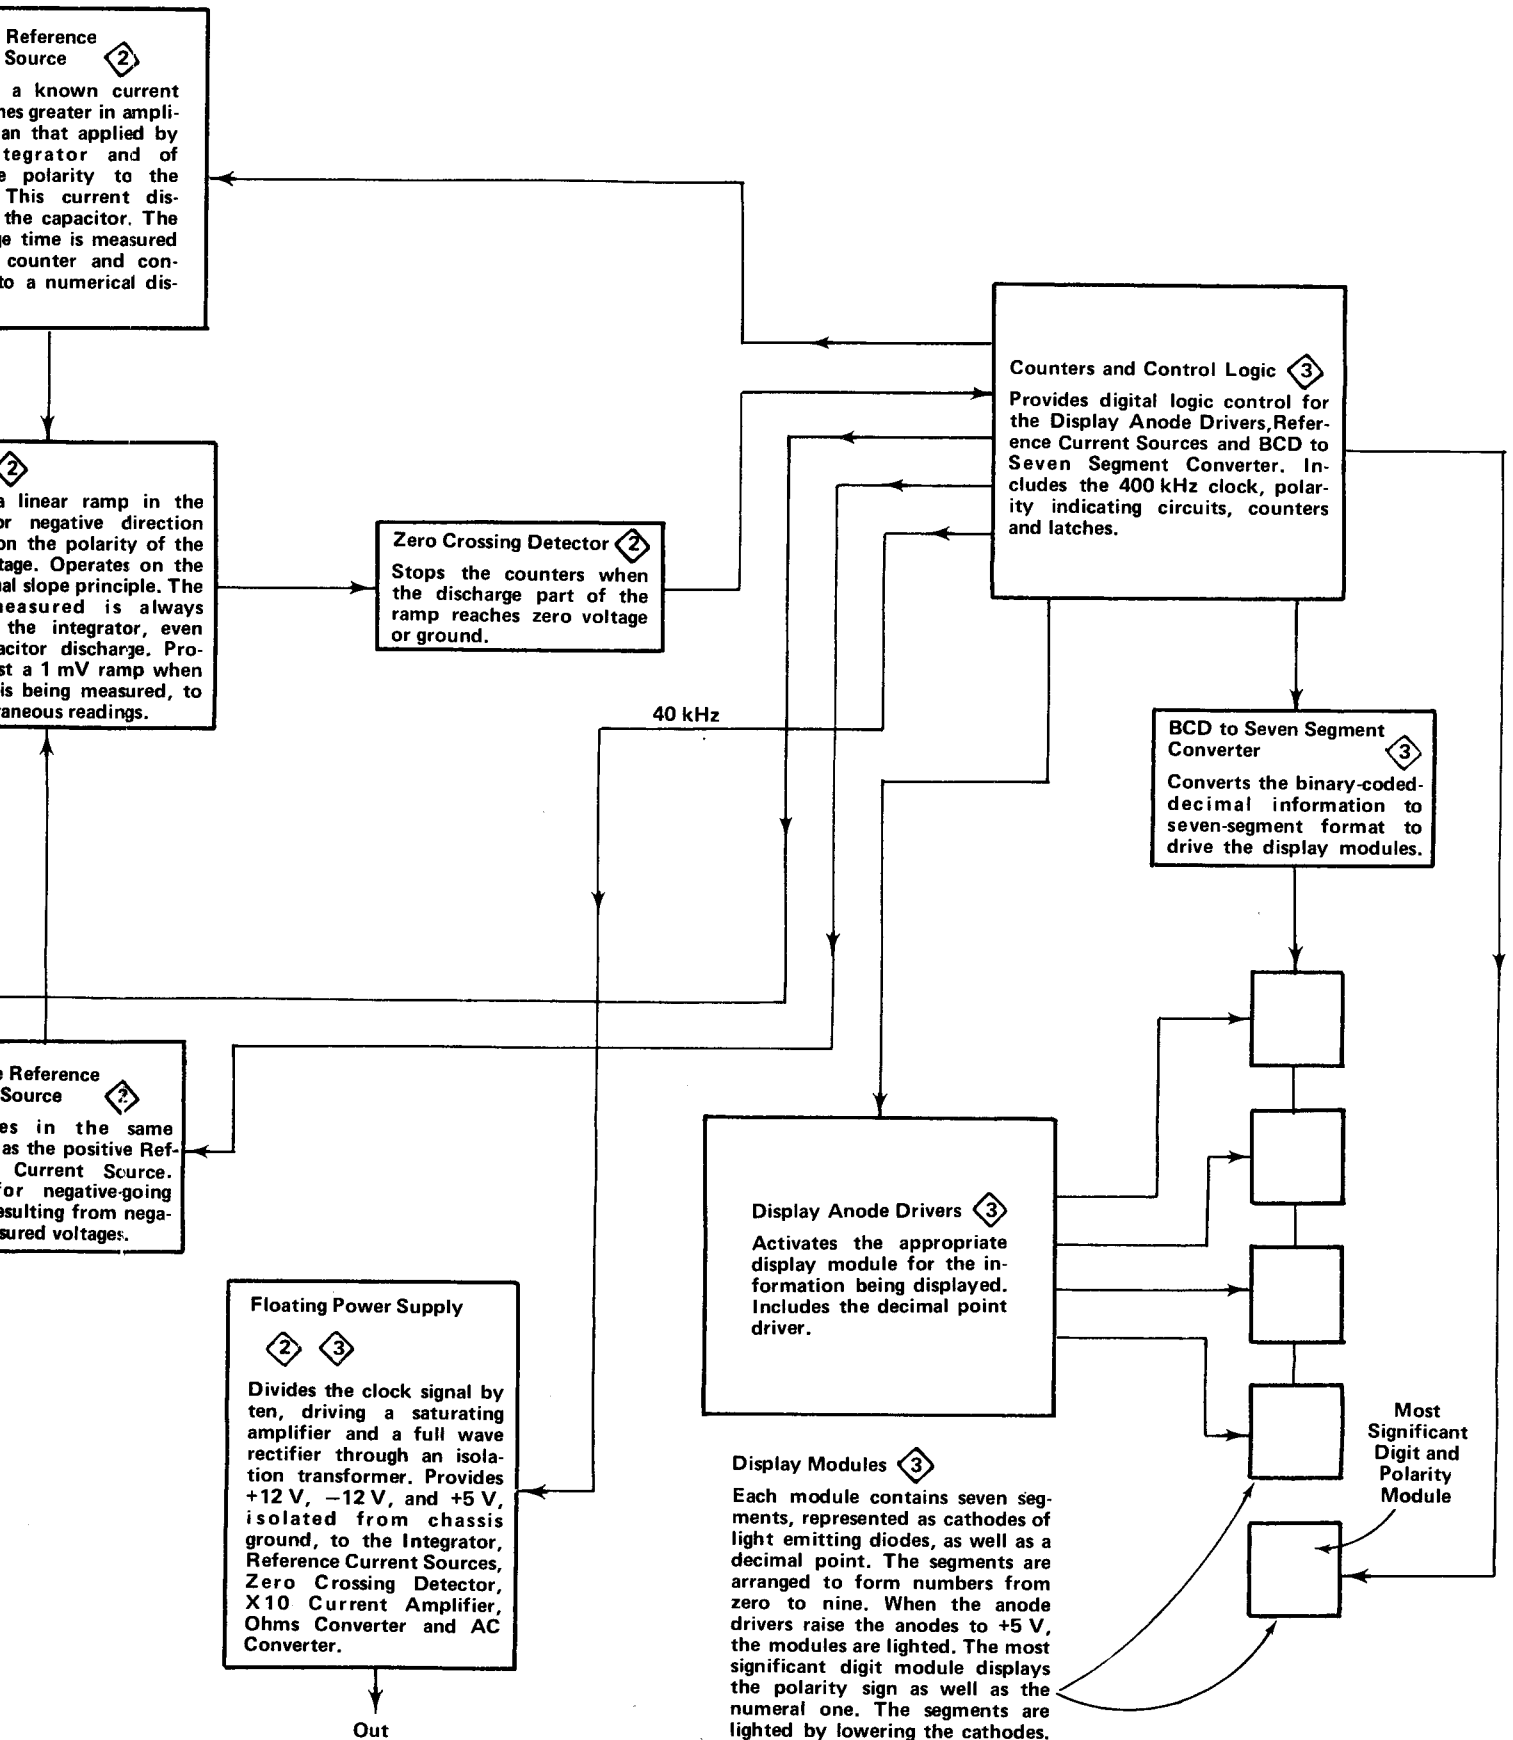 Reference
Source 2
a known current
greater in ampli-
that applied by
and of
polarity to the
This current dis-
the capacitor. The
time is measured
counter and con-
to a numerical dis-
2
a linear ramp in the
or negative direction
on the polarity of the
Operates on the
slope principle. The
measured is always
the integrator, even
discharge. Pro-
a 1 mV ramp when
is being measured, to
readings.
Zero Crossing Detector 2
Stops the counters when
the discharge part of the
ramp reaches zero voltage
or ground.
Counters and Control Logic 3
Provides digital logic control for
the Display Anode Drivers,Refer-
ence Current Sources and BCD to
Seven Segment Converter. In-
cludes the 400 kHz clock, polar-
ity indicating circuits, counters
and latches.
40 kHz
BCD to Seven Segment
Converter 3
Converts the binary-coded-
decimal information to
seven-segment format to
drive the display modules.
Reference
Source 2
in the same
as the positive Ref-
Current Source.
for negative-going
resulting from nega-
voltages.
Floating Power Supply
2 3
Divides the clock signal by
ten, driving a saturating
amplifier and a full wave
rectifier through an isola-
tion transformer. Provides
+12 V, −12 V, and +5 V,
isolated from chassis
ground, to the Integrator,
Reference Current Sources,
Zero Crossing Detector,
X10 Current Amplifier,
Ohms Converter and AC
Converter.
Out
Display Anode Drivers 3
Activates the appropriate
display module for the in-
formation being displayed.
Includes the decimal point
driver.
Display Modules 3
Each module contains seven seg-
ments, represented as cathodes of
light emitting diodes, as well as a
decimal point. The segments are
arranged to form numbers from
zero to nine. When the anode
drivers raise the anodes to +5 V,
the modules are lighted. The most
significant digit module displays
the polarity sign as well as the
numeral one. The segments are
lighted by lowering the cathodes.
Most
Significant
Digit and
Polarity
Module